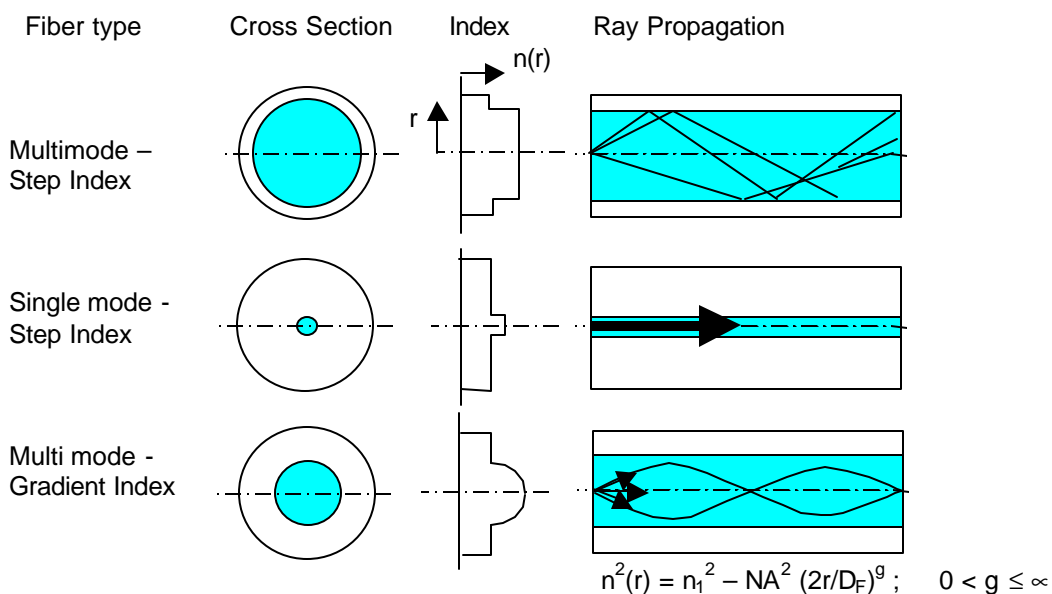 Fiber type Cross Section Index Ray Propagation
n(r)
r
Multimode –
Step Index
Single mode -
Step Index
Multi mode -
Gradient Index
n²(r) = n₁² – NA² (2r/D_F)^g ; 0 < g ≤ ∞